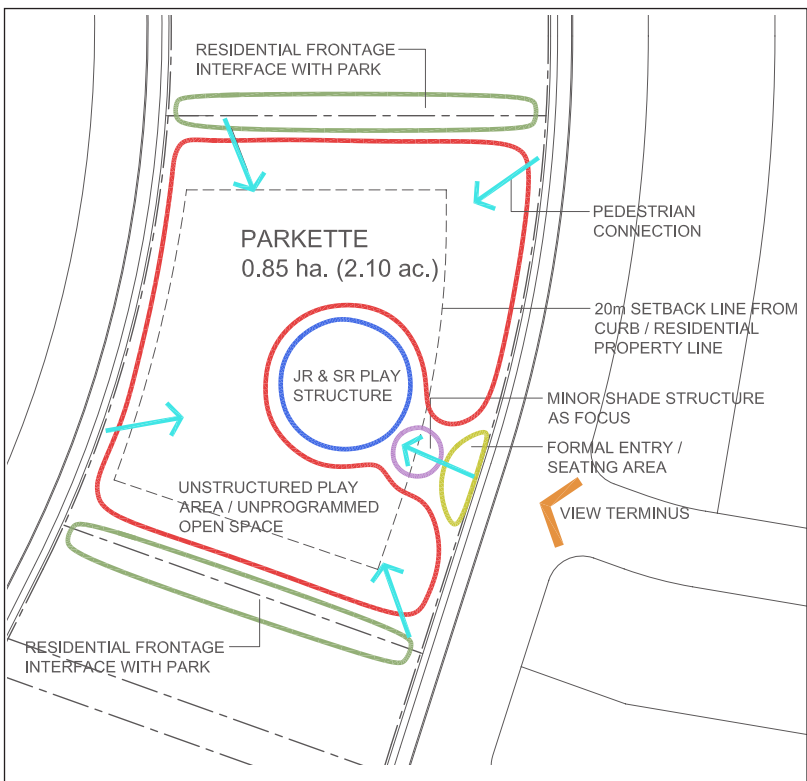 RESIDENTIAL FRONTAGE
INTERFACE WITH PARK
PEDESTRIAN
CONNECTION
PARKETTE
0.85 ha. (2.10 ac.)
20m SETBACK LINE FROM
CURB / RESIDENTIAL
PROPERTY LINE
JR & SR PLAY
STRUCTURE
MINOR SHADE STRUCTURE
AS FOCUS
FORMAL ENTRY /
SEATING AREA
UNSTRUCTURED PLAY
AREA / UNPROGRAMMED
OPEN SPACE
VIEW TERMINUS
RESIDENTIAL FRONTAGE
INTERFACE WITH PARK